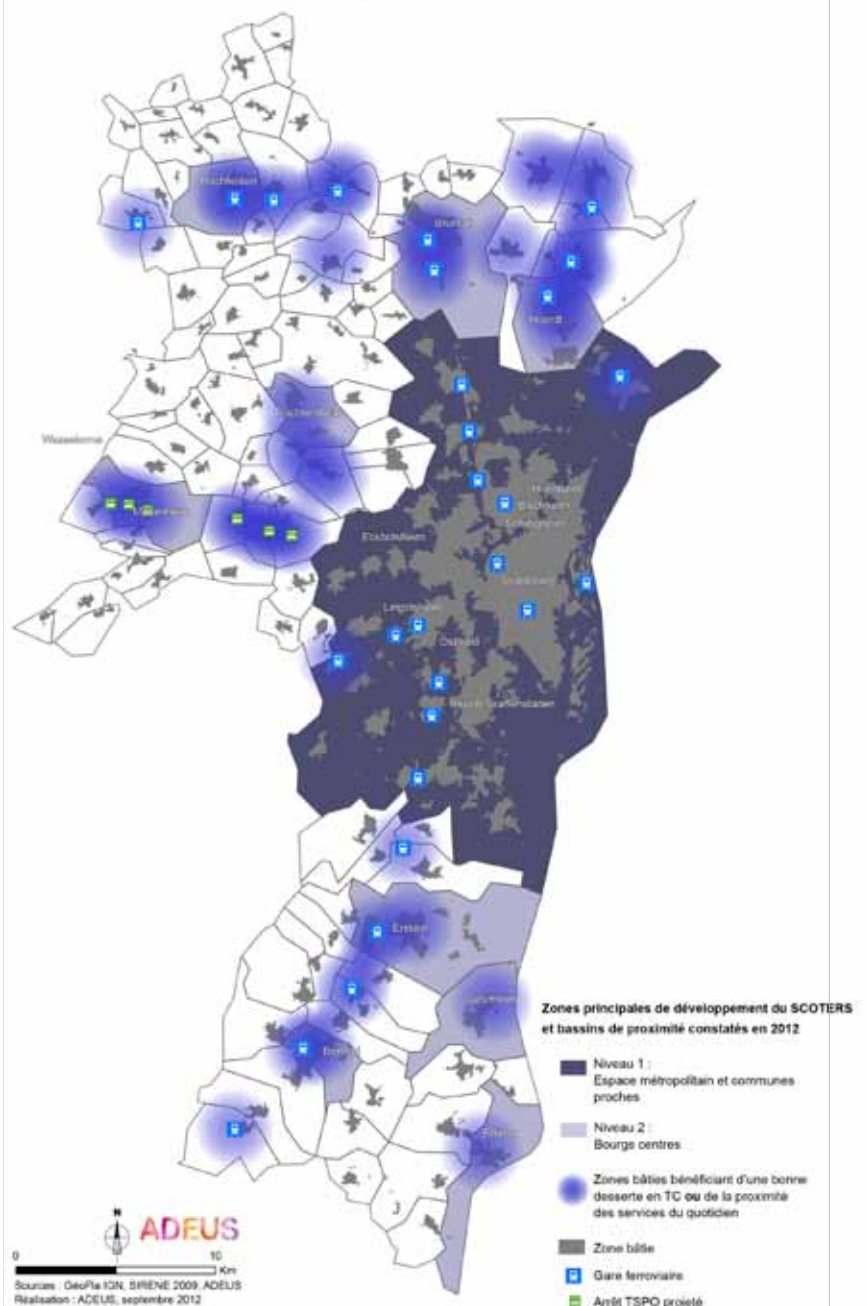 Hochfelden
Brumath
Hoerdt
Truchtersheim
Wasselonne
Marlenheim
Hoenheim
Bischheim
Schiltigheim
Eckbolsheim
Strasbourg
Lingolsheim
Ostwald
Illkirch-Graffenstaden
Erstein
Gerstheim
Benfeld
Rhinau
Zones principales de développement du SCOTERS
et bassins de proximité constatés en 2012
Niveau 1 :
Espace métropolitain et communes
proches
Niveau 2 :
Bourgs centres
Zones bâties bénéficiant d'une bonne
desserte en TC ou de la proximité
des services du quotidien
Zone bâtie
Gare ferroviaire
Arrêt TSPO projeté
N
ADEUS
0 10
Km
Sources : GéoFla IGN, SIRENE 2009, ADEUS
Réalisation : ADEUS, septembre 2012